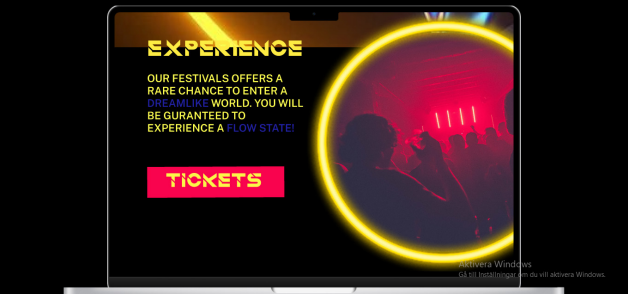 EXPERIENCE
OUR FESTIVALS OFFERS A
RARE CHANCE TO ENTER A
DREAMLIKE WORLD. YOU WILL
BE GURANTEED TO
EXPERIENCE A FLOW STATE!
TICKETS
Aktivera Windows
Gå till Inställningar om du vill aktivera Windows.